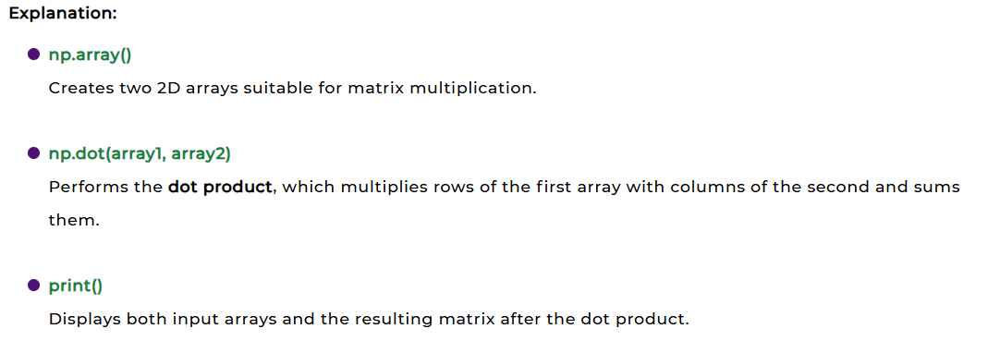 Explanation:
np.array()
Creates two 2D arrays suitable for matrix multiplication.
np.dot(array1, array2)
Performs the dot product, which multiplies rows of the first array with columns of the second and sums
them.
print()
Displays both input arrays and the resulting matrix after the dot product.